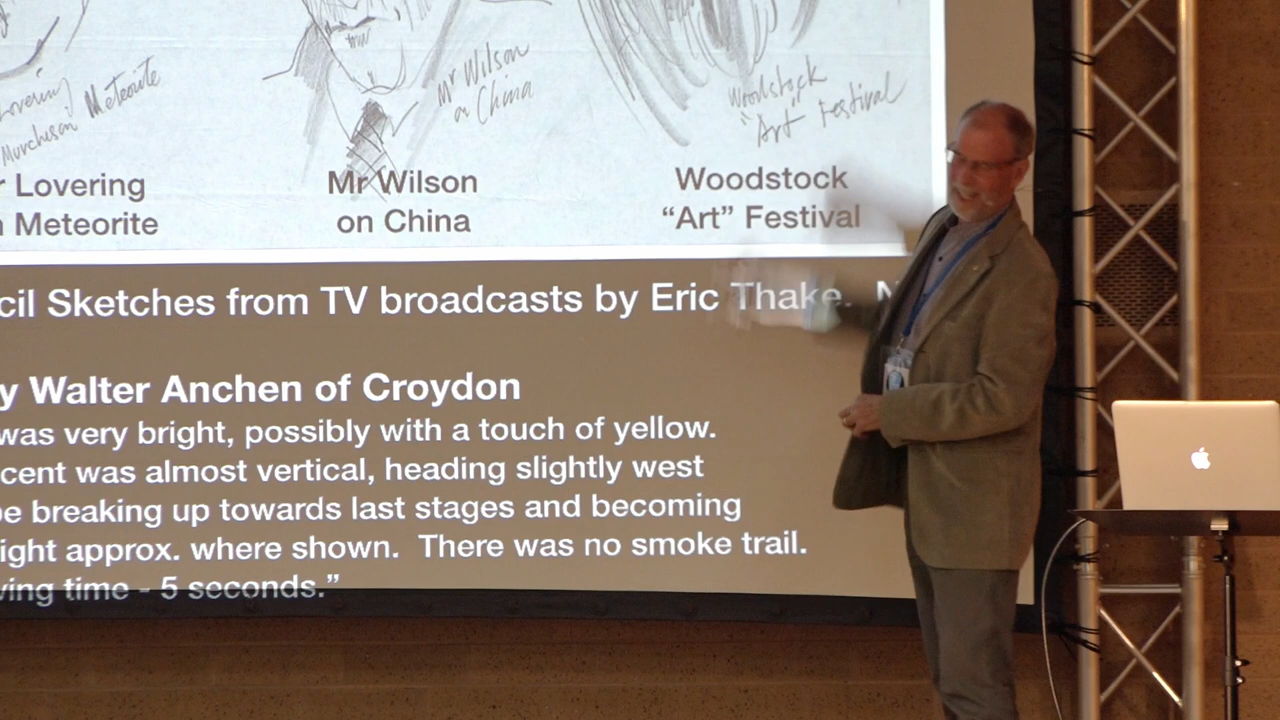 Lovering
Meteorite
Murchison
Mr Wilson
on China
Woodstock
"Art" Festival
r Lovering
n Meteorite
Mr Wilson
on China
Woodstock
“Art” Festival
cil Sketches from TV broadcasts by Eric Thake. N
y Walter Anchen of Croydon
was very bright, possibly with a touch of yellow.
cent was almost vertical, heading slightly west
be breaking up towards last stages and becoming
ight approx. where shown. There was no smoke trail.
ving time - 5 seconds.”